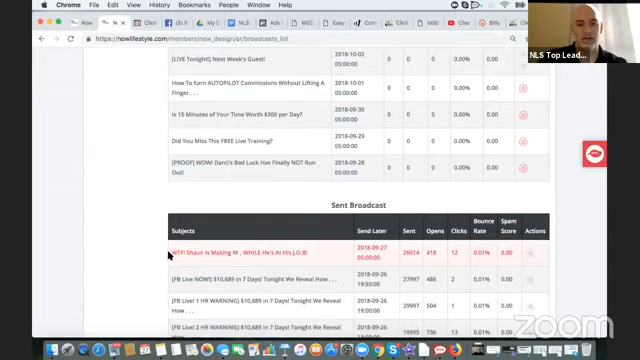 Chrome File Edit View History Bookmarks People Window Help
https://nowlifestyle.com/members/new_design/ar/broadcasts_list
NLS Top Lead...
[LIVE Tonight!] Next Week's Guest! 2018-10-02 05:00:00 0 0 0 0.00% 0.00
How To Earn AUTOPILOT Commissions Without Lifting A Finger . . . 2018-10-01 05:00:00 0 0 0 0.00% 0.00
Is 15 Minutes of Your Time Worth $300 per Day? 2018-09-30 05:00:00 0 0 0 0.00% 0.00
Did You Miss This FREE Live Training? 2018-09-29 05:00:00 0 0 0 0.00% 0.00
[PROOF] WOW! Darci's Bad Luck Has Finally NOT Run Out! 2018-09-28 05:00:00 0 0 0 0.00% 0.00
Sent Broadcast
Subjects Send Later Sent Opens Clicks Bounce Rate Spam Score Actions
WTF! Shaun Is Making , WHILE He's At His J.O.B! 2018-09-27 05:00:00 26014 418 12 0.01% 0.00
[FB Live NOW!] $10,689 in 7 Days! Tonight We Reveal How . . . 2018-09-26 19:55:00 27997 486 2 0.01% 0.00
[FB Live! 1 HR WARNING] $10,689 in 7 Days! Tonight We Reveal How . . . 2018-09-26 19:00:00 27997 504 1 0.01% 0.00
[FB Live! 2 HR WARNING] $10,689 in 7 Days! Tonight We 2018-09-26 19995 736 13 0.01% 0.00
zoom